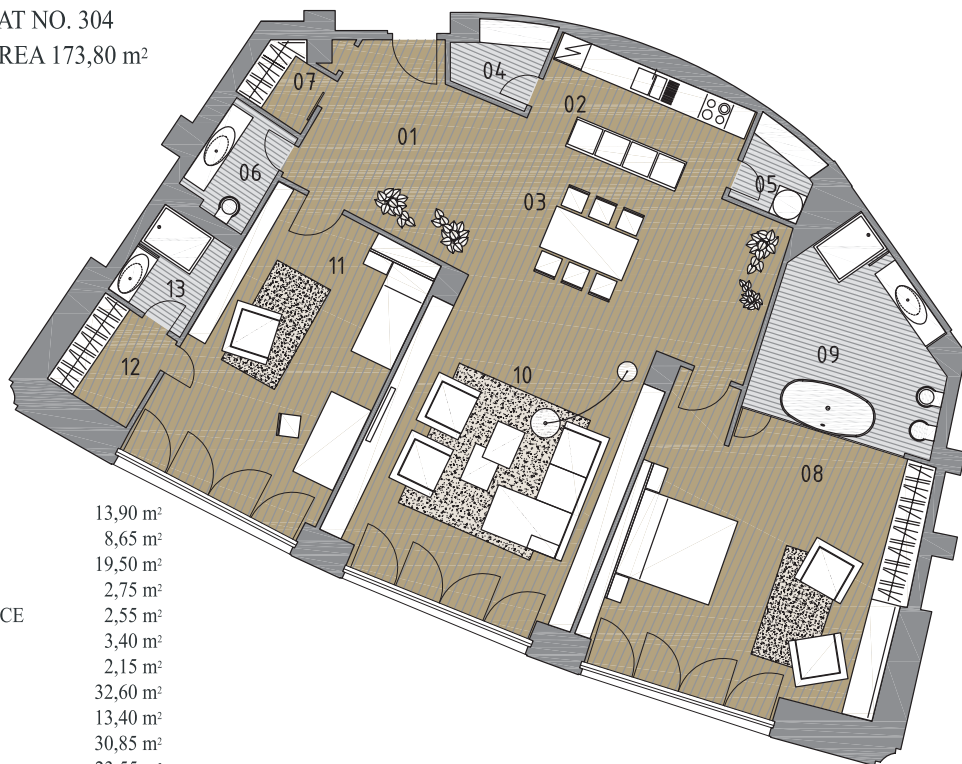 AT NO. 304
REA 173,80 m²
04
07
02
01
06
05
03
11
13
09
12
10
08
13,90 m²
8,65 m²
19,50 m²
2,75 m²
CE 2,55 m²
3,40 m²
2,15 m²
32,60 m²
13,40 m²
30,85 m²